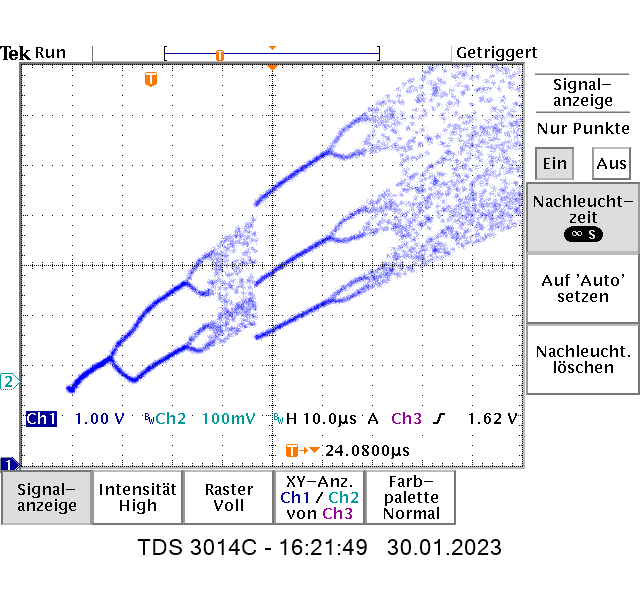 Tek Run
Getriggert
T
T
Signal–
anzeige
Nur Punkte
Ein Aus
Nachleucht–
zeit
∞ S
Auf 'Auto'
setzen
Nachleucht.
löschen
2
Ch1 1.00 V BwCh2 100mV BwM 10.0µs A Ch3 1.62 V
T 24.0800µs
1
Signal–
anzeige
Intensität
High
Raster
Voll
XY–Anz.
Ch1 / Ch2
von Ch3
Farb–
palette
Normal
TDS 3014C - 16:21:49 30.01.2023